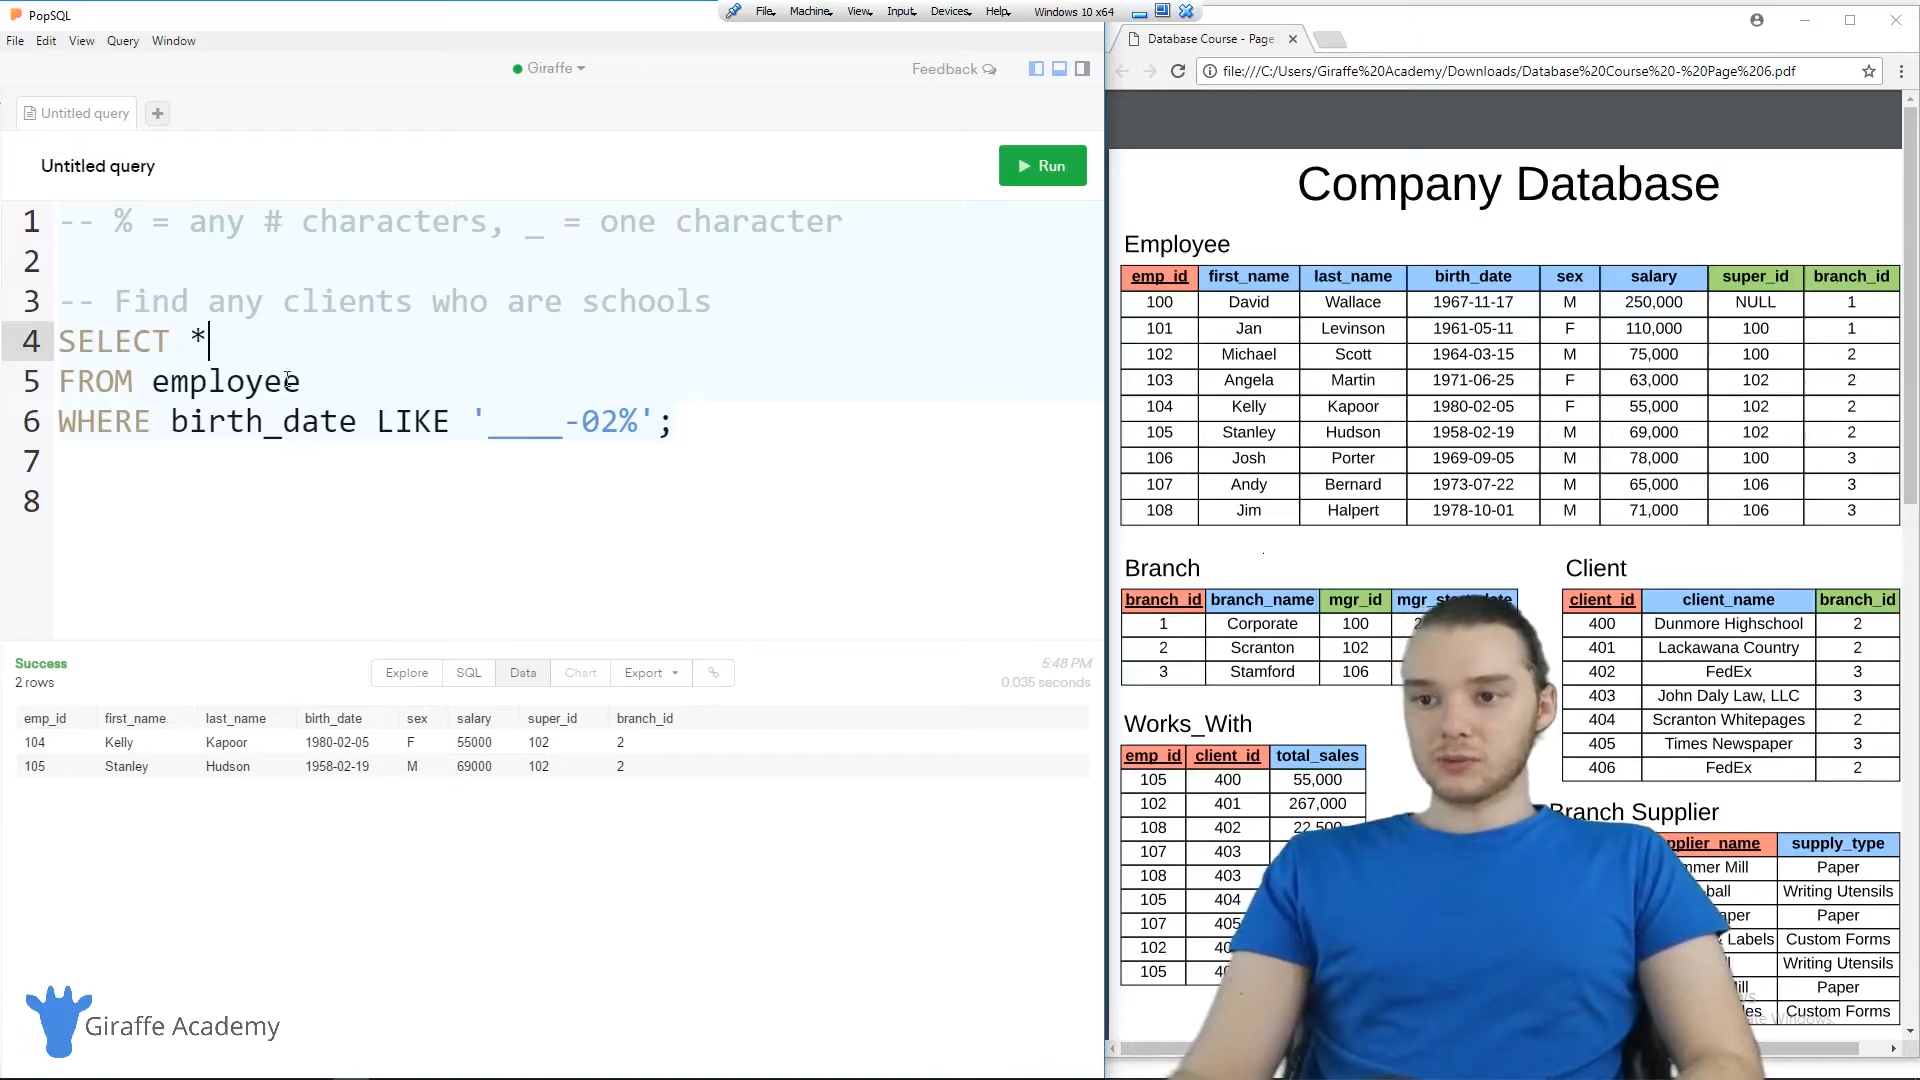 PopSQL
File Machine View Input Devices Help Windows 10 x64
File Edit View Query Window
Giraffe
Feedback
Untitled query
Untitled query
Run
1 -- % = any # characters, _ = one character
2
3 -- Find any clients who are schools
4 SELECT *
5 FROM employee
6 WHERE birth_date LIKE '____-02%';
7
8
Success
2 rows
Explore SQL Data Chart Export
5:48 PM
0.035 seconds
emp_id first_name last_name birth_date sex salary super_id branch_id
104 Kelly Kapoor 1980-02-05 F 55000 102 2
105 Stanley Hudson 1958-02-19 M 69000 102 2
Giraffe Academy
Database Course - Page
file:///C:/Users/Giraffe%20Academy/Downloads/Database%20Course%20-%20Page%206.pdf
Company Database
Employee
emp_id first_name last_name birth_date sex salary super_id branch_id
100 David Wallace 1967-11-17 M 250,000 NULL 1
101 Jan Levinson 1961-05-11 F 110,000 100 1
102 Michael Scott 1964-03-15 M 75,000 100 2
103 Angela Martin 1971-06-25 F 63,000 102 2
104 Kelly Kapoor 1980-02-05 F 55,000 102 2
105 Stanley Hudson 1958-02-19 M 69,000 102 2
106 Josh Porter 1969-09-05 M 78,000 100 3
107 Andy Bernard 1973-07-22 M 65,000 106 3
108 Jim Halpert 1978-10-01 M 71,000 106 3
Branch
branch_id branch_name mgr_id
1 Corporate 100
2 Scranton 102
3 Stamford 106
Client
client_id client_name branch_id
400 Dunmore Highschool 2
401 Lackawana Country 2
402 FedEx 3
403 John Daly Law, LLC 3
404 Scranton Whitepages 2
405 Times Newspaper 3
406 FedEx 2
Works_With
emp_id client_id total_sales
105 400 55,000
102 401 267,000
108 402 22,500
107 403
108 403
105 404
107 405
102
105
Branch Supplier
supply_type
Mill Paper
Writing Utensils
Paper
Labels Custom Forms
Writing Utensils
Paper
Custom Forms